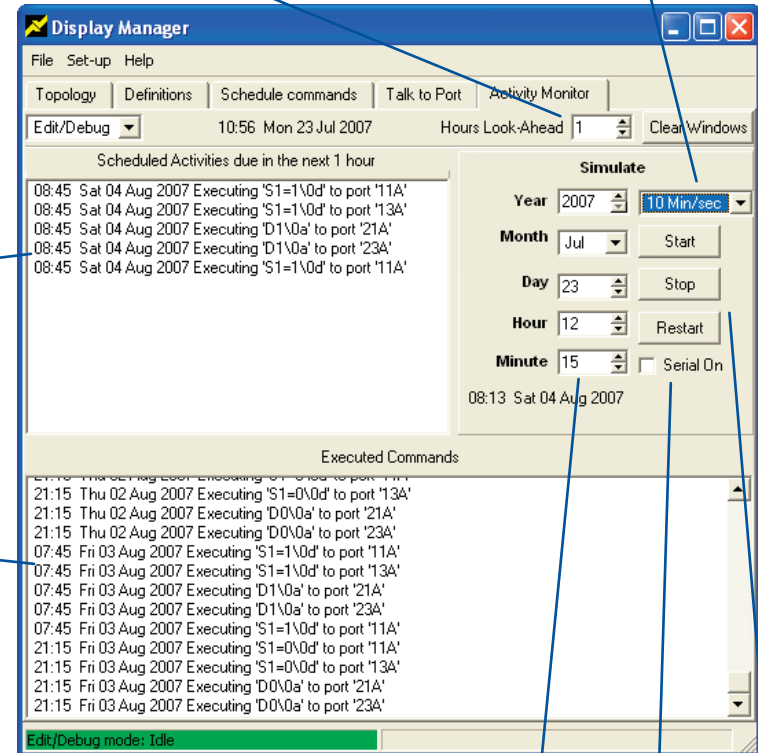 Display Manager
File Set-up Help
Topology Definitions Schedule commands Talk to Port Activity Monitor
Edit/Debug 10:56 Mon 23 Jul 2007 Hours Look-Ahead 1 Clear Windows
Scheduled Activities due in the next 1 hour
08:45 Sat 04 Aug 2007 Executing 'S1=1\0d' to port '11A'
08:45 Sat 04 Aug 2007 Executing 'S1=1\0d' to port '13A'
08:45 Sat 04 Aug 2007 Executing 'D1\0a' to port '21A'
08:45 Sat 04 Aug 2007 Executing 'D1\0a' to port '23A'
08:45 Sat 04 Aug 2007 Executing 'S1=1\0d' to port '11A'
Simulate
Year 2007 10 Min/sec
Month Jul Start
Day 23 Stop
Hour 12 Restart
Minute 15 Serial On
08:13 Sat 04 Aug 2007
Executed Commands
21:15 Thu 02 Aug 2007 Executing 'S1=0\0d' to port '13A'
21:15 Thu 02 Aug 2007 Executing 'D0\0a' to port '21A'
21:15 Thu 02 Aug 2007 Executing 'D0\0a' to port '23A'
07:45 Fri 03 Aug 2007 Executing 'S1=1\0d' to port '11A'
07:45 Fri 03 Aug 2007 Executing 'S1=1\0d' to port '13A'
07:45 Fri 03 Aug 2007 Executing 'D1\0a' to port '21A'
07:45 Fri 03 Aug 2007 Executing 'D1\0a' to port '23A'
07:45 Fri 03 Aug 2007 Executing 'S1=1\0d' to port '11A'
21:15 Fri 03 Aug 2007 Executing 'S1=0\0d' to port '11A'
21:15 Fri 03 Aug 2007 Executing 'S1=0\0d' to port '13A'
21:15 Fri 03 Aug 2007 Executing 'D0\0a' to port '21A'
21:15 Fri 03 Aug 2007 Executing 'D0\0a' to port '23A'
Edit/Debug mode: Idle